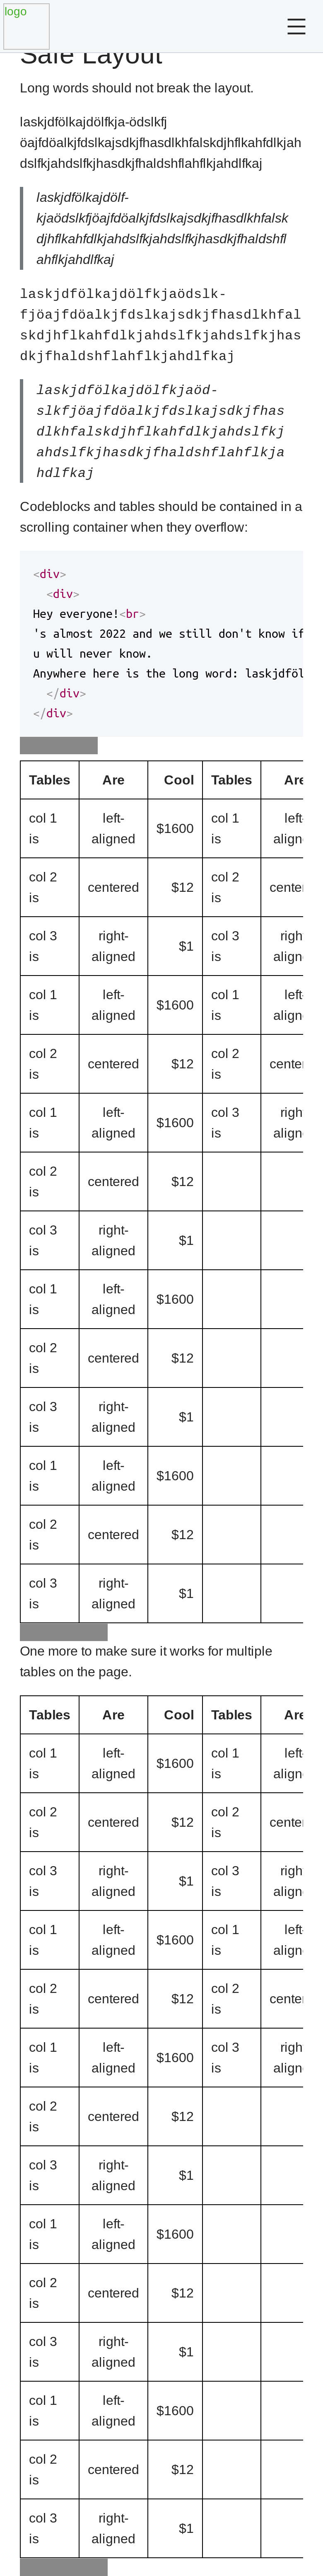 logo
Safe Layout
Long words should not break the layout.
laskjdfölkajdölfkja-ödslkfj
öajfdöalkjfdslkajsdkjfhasdlkhfalskdjhflkahfdlkjah
dslfkjahdslfkjhasdkjfhaldshflahflkjahdlfkaj
laskjdfölkajdölf-
kjaödslkfjöajfdöalkjfdslkajsdkjfhasdlkhfalsk
djhflkahfdlkjahdslfkjahdslfkjhasdkjfhaldshfl
ahflkjahdlfkaj
laskjdfölkajdölfkjaödslk-
fjöajfdöalkjfdslkajsdkjfhasdlkhfal
skdjhflkahfdlkjahdslfkjahdslfkjhas
dkjfhaldshflahflkjahdlfkaj
laskjdfölkajdölfkjaöd-
slkfjöajfdöalkjfdslkajsdkjfhas
dlkhfalskdjhflkahfdlkjahdslfkj
ahdslfkjhasdkjfhaldshflahflkja
hdlfkaj
Codeblocks and tables should be contained in a
scrolling container when they overflow:
<div>
<div>
Hey everyone!<br>
's almost 2022 and we still don't know if
u will never know.
Anywhere here is the long word: laskjdföl
</div>
</div>
Tables Are Cool Tables Are
col 1 left- $1600 col 1 left-
is aligned is align
col 2 centered $12 col 2 cente
is is
col 3 right- $1 col 3 righ
is aligned is align
col 1 left- $1600 col 1 left-
is aligned is align
col 2 centered $12 col 2 cente
is is
col 1 left- $1600 col 3 righ
is aligned is align
col 2 centered $12
is
col 3 right- $1
is aligned
col 1 left- $1600
is aligned
col 2 centered $12
is
col 3 right- $1
is aligned
col 1 left- $1600
is aligned
col 2 centered $12
is
col 3 right- $1
is aligned
One more to make sure it works for multiple
tables on the page.
Tables Are Cool Tables Are
col 1 left- $1600 col 1 left-
is aligned is align
col 2 centered $12 col 2 cente
is is
col 3 right- $1 col 3 righ
is aligned is align
col 1 left- $1600 col 1 left-
is aligned is align
col 2 centered $12 col 2 cente
is is
col 1 left- $1600 col 3 righ
is aligned is align
col 2 centered $12
is
col 3 right- $1
is aligned
col 1 left- $1600
is aligned
col 2 centered $12
is
col 3 right- $1
is aligned
col 1 left- $1600
is aligned
col 2 centered $12
is
col 3 right- $1
is aligned